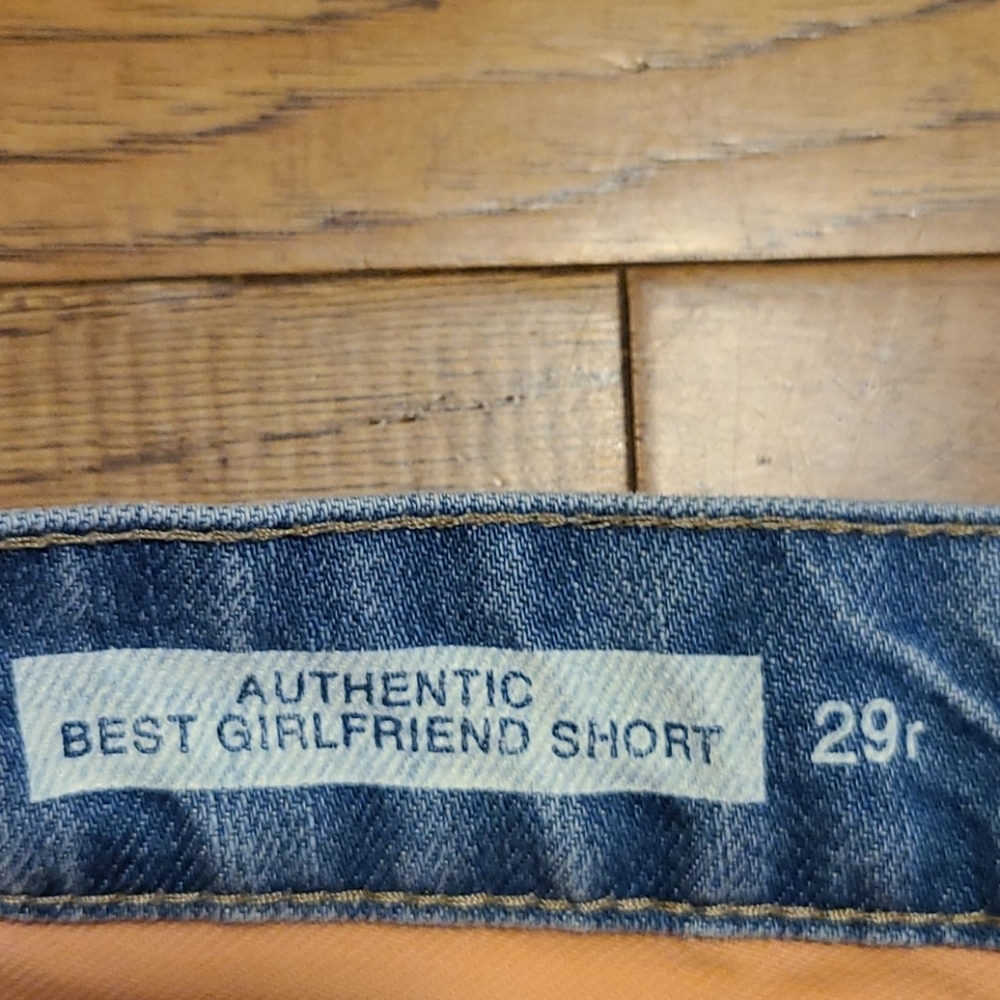 AUTHENTIC
BEST GIRLFRIEND SHORT
29r